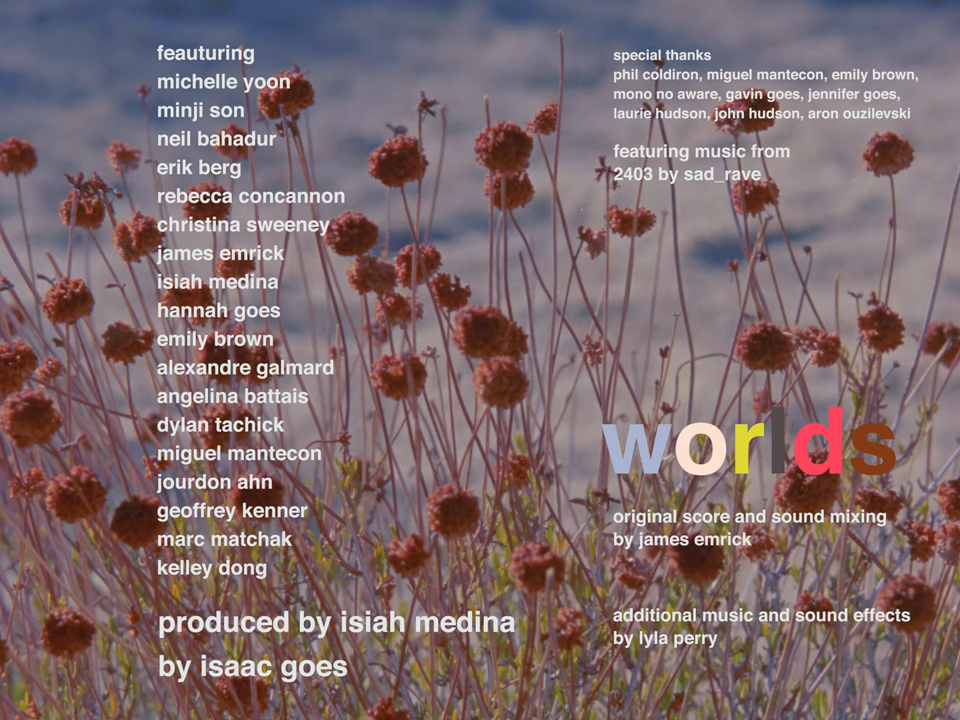 feauturing
michelle yoon
minji son
neil bahadur
erik berg
rebecca concannon
christina sweeney
james emrick
isiah medina
hannah goes
emily brown
alexandre galmard
angelina battais
dylan tachick
miguel mantecon
jourdon ahn
geoffrey kenner
marc matchak
kelley dong
produced by isiah medina
by isaac goes
special thanks
phil coldiron, miguel mantecon, emily brown,
mono no aware, gavin goes, jennifer goes,
laurie hudson, john hudson, aron ouzilevski
featuring music from
2403 by sad_rave
worlds
original score and sound mixing
by james emrick
additional music and sound effects
by lyla perry